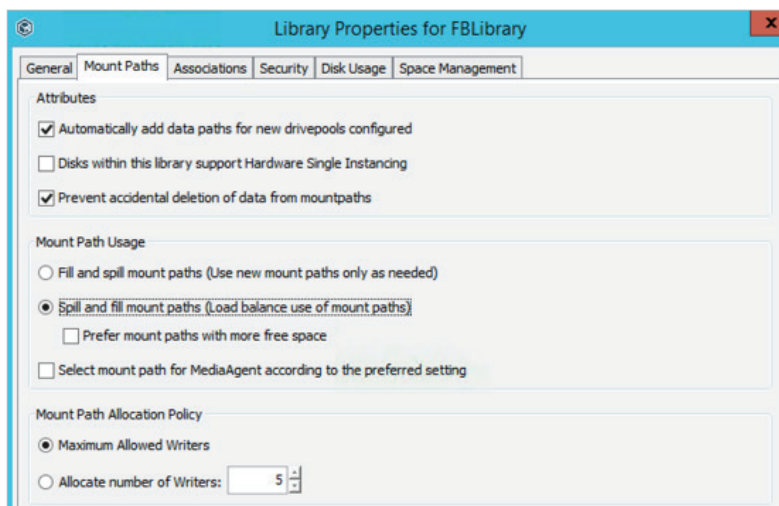 Library Properties for FBLibrary
x
General Mount Paths Associations Security Disk Usage Space Management
Attributes
Automatically add data paths for new drivepools configured
Disks within this library support Hardware Single Instancing
Prevent accidental deletion of data from mountpaths
Mount Path Usage
Fill and spill mount paths (Use new mount paths only as needed)
Spill and fill mount paths (Load balance use of mount paths)
Prefer mount paths with more free space
Select mount path for MediaAgent according to the preferred setting
Mount Path Allocation Policy
Maximum Allowed Writers
Allocate number of Writers: 5